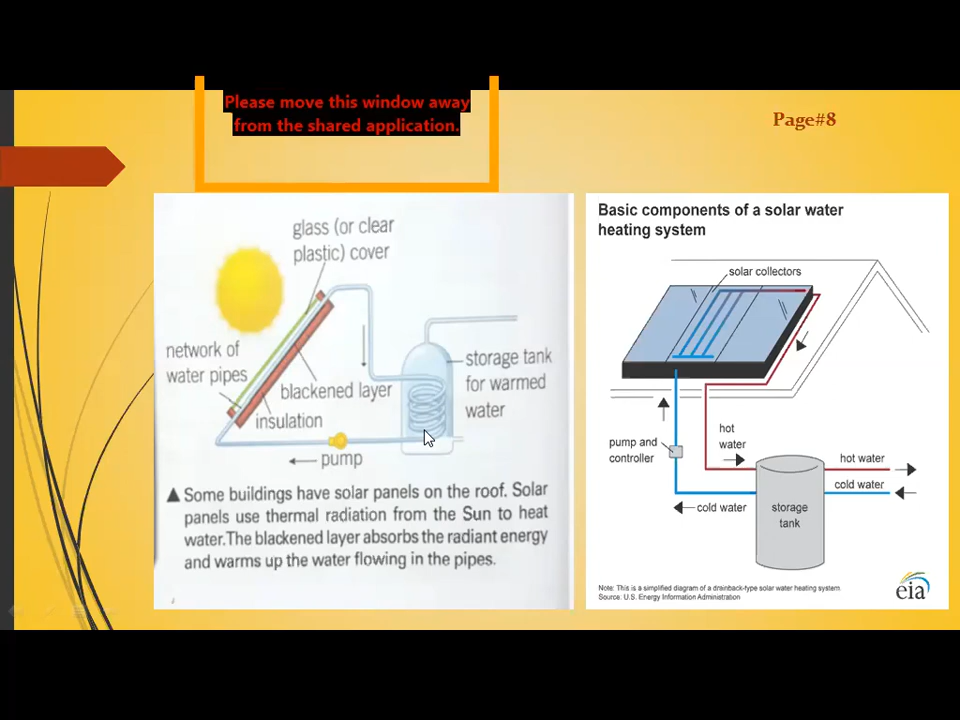 Please move this window away
from the shared application.
Page#8
glass (or clear
plastic) cover
network of
water pipes
blackened layer
insulation
storage tank
for warmed
water
pump
▲ Some buildings have solar panels on the roof. Solar
panels use thermal radiation from the Sun to heat
water.The blackened layer absorbs the radiant energy
and warms up the water flowing in the pipes.
Basic components of a solar water
heating system
solar collectors
pump and
controller
hot
water
hot water
cold water
cold water
storage
tank
Note: This is a simplified diagram of a drainback-type solar water heating system.
Source: U.S. Energy Information Administration
eia